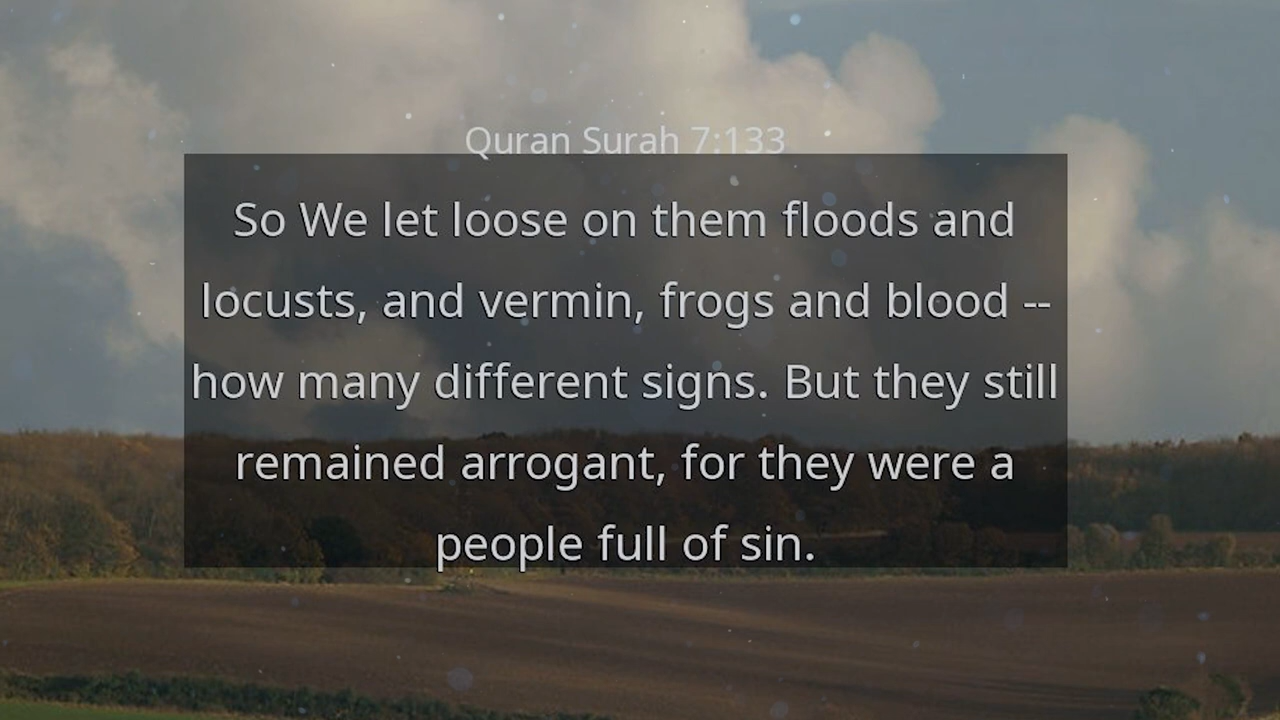 Quran Surah 7:133
So We let loose on them floods and
locusts, and vermin, frogs and blood --
how many different signs. But they still
remained arrogant, for they were a
people full of sin.